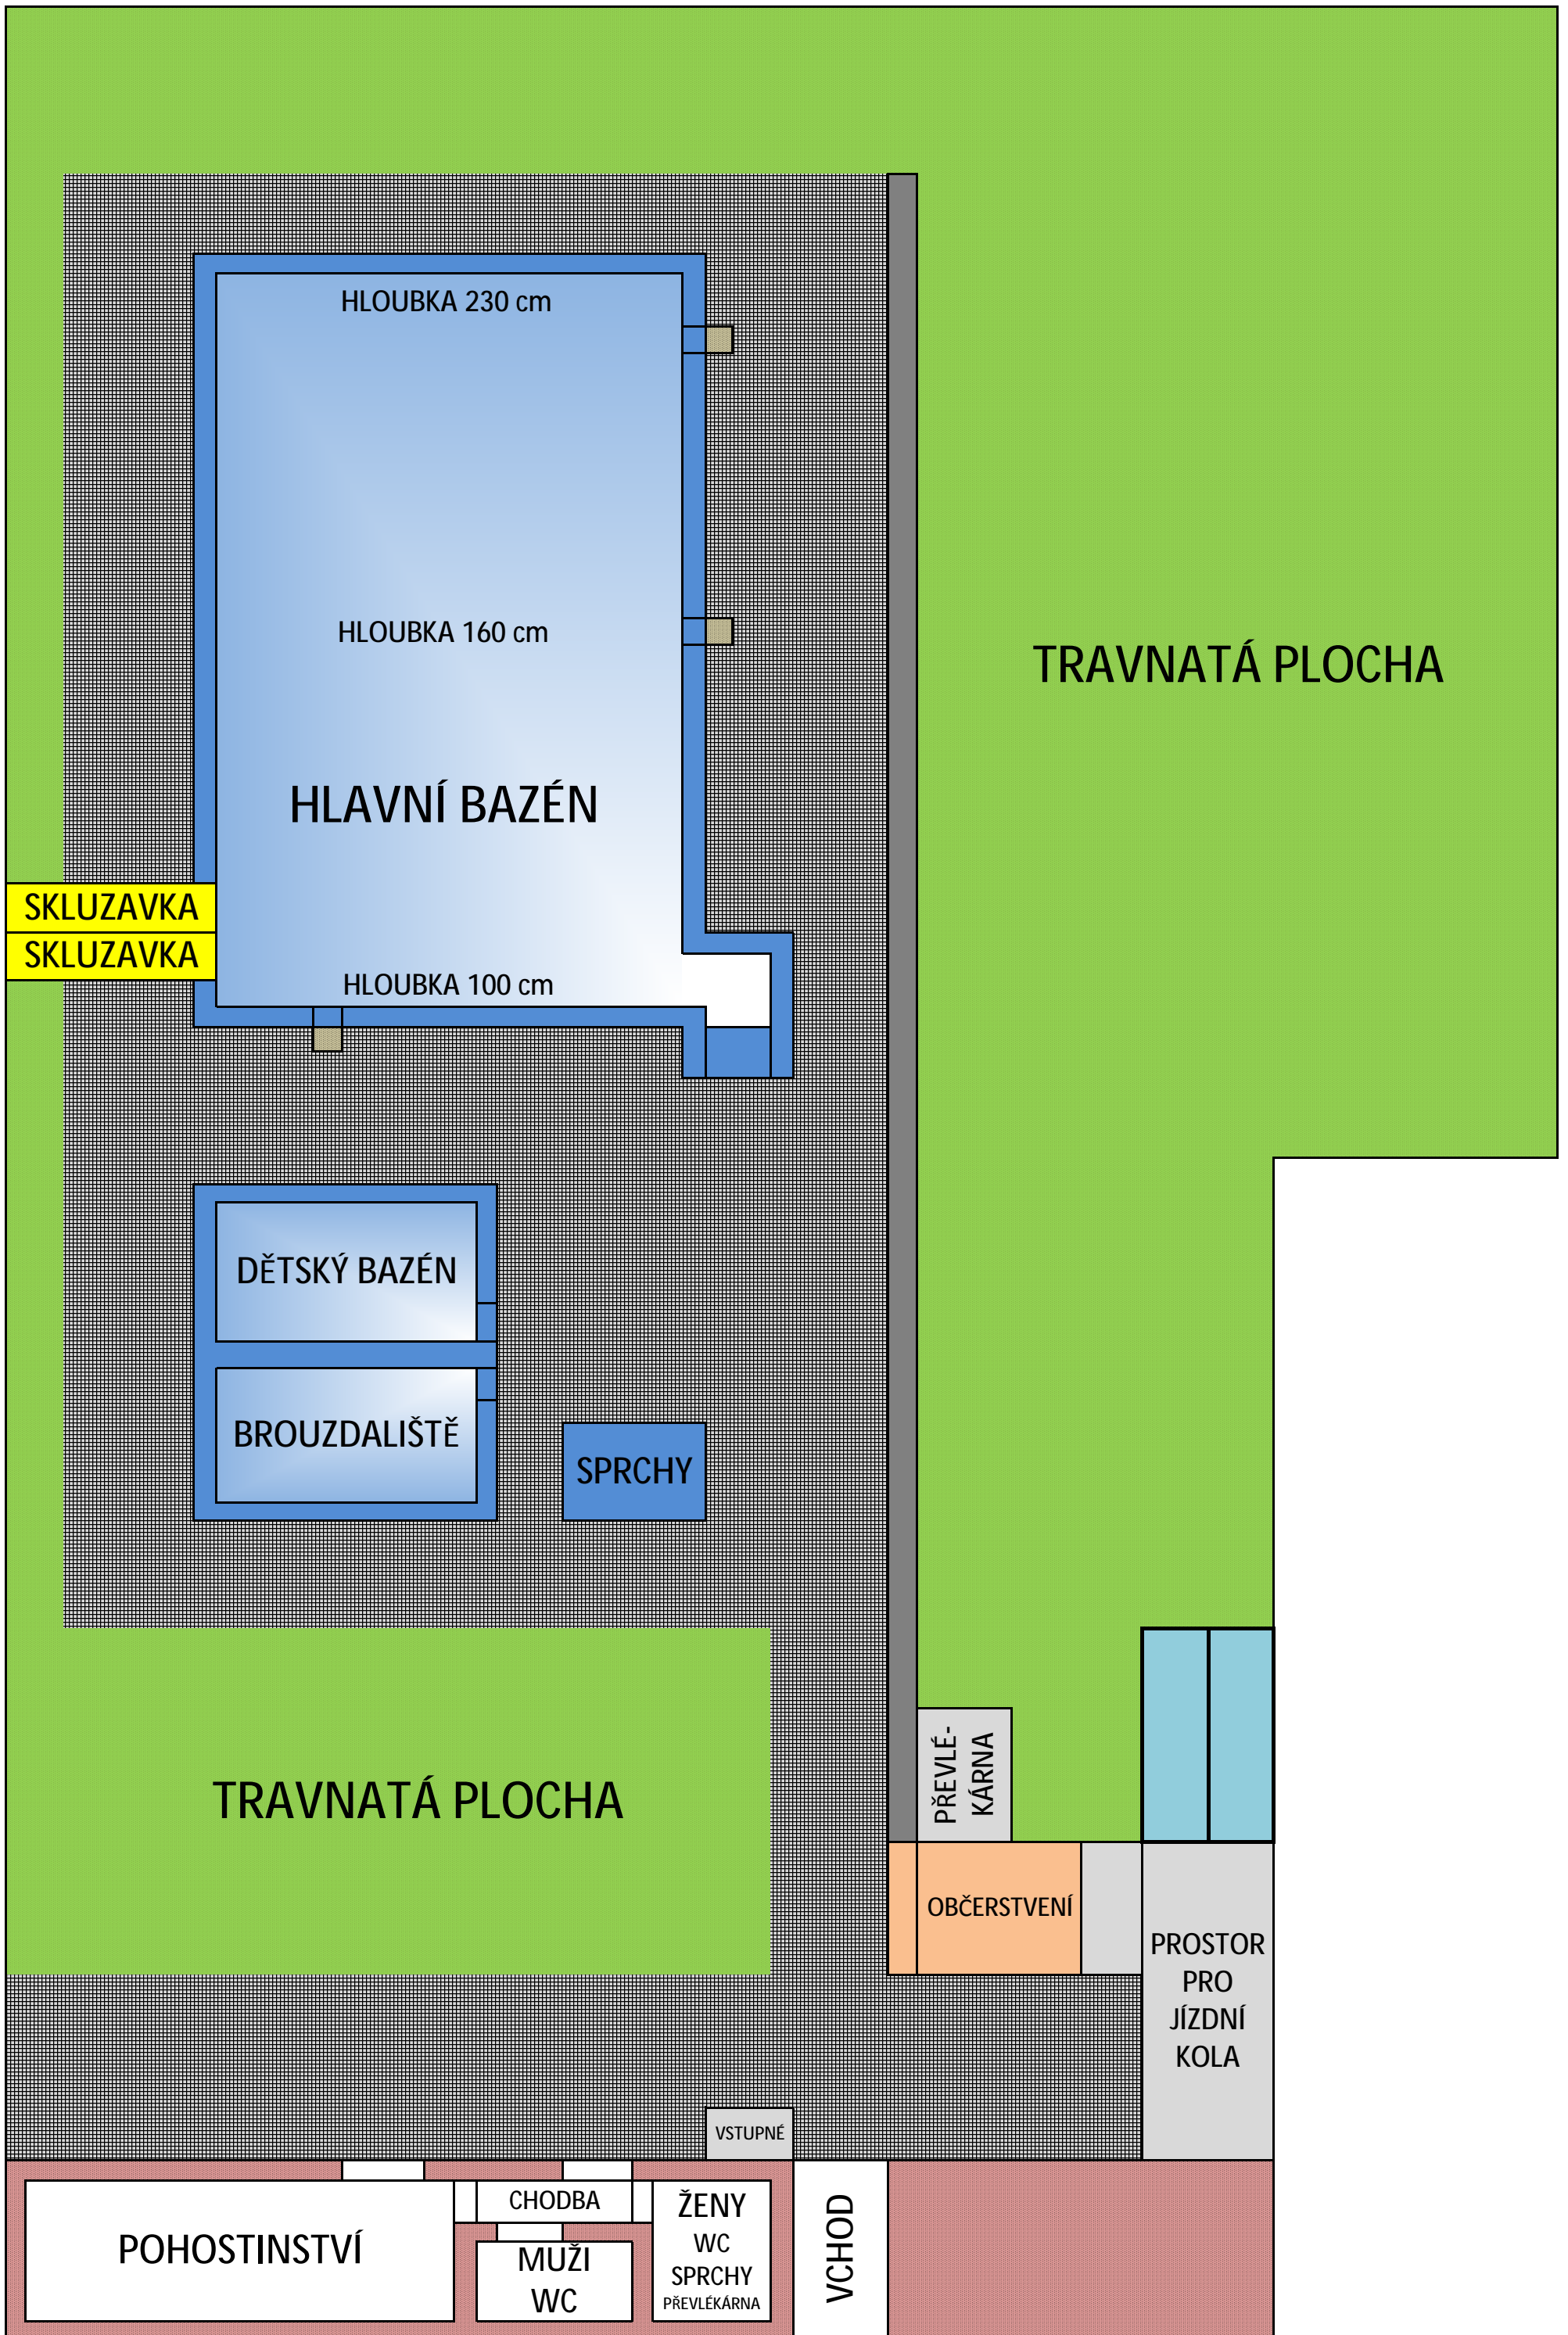 HLOUBKA 230 cm
HLOUBKA 160 cm
TRAVNATÁ PLOCHA
HLAVNÍ BAZÉN
SKLUZAVKA
SKLUZAVKA
HLOUBKA 100 cm
DĚTSKÝ BAZÉN
BROUZDALIŠTĚ
SPRCHY
TRAVNATÁ PLOCHA
PŘEVLÉ-
KÁRNA
OBČERSTVENÍ
PROSTOR
PRO
JÍZDNÍ
KOLA
VSTUPNÉ
POHOSTINSTVÍ
CHODBA
MUŽI
WC
ŽENY
WC
SPRCHY
PŘEVLÉKÁRNA
VCHOD